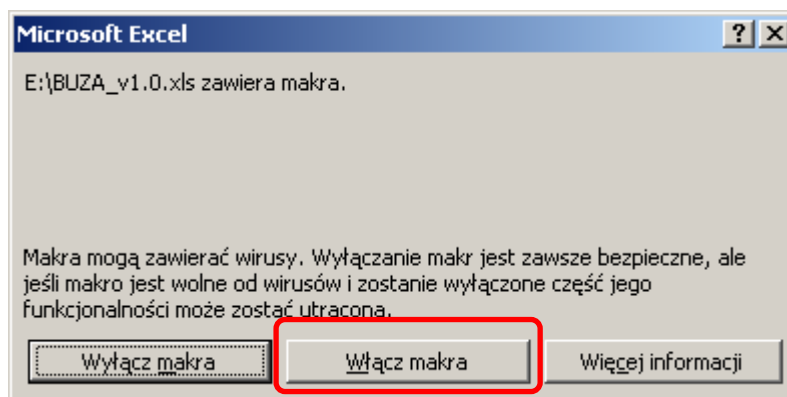 Microsoft Excel
E:\BUZA_v1.0.xls zawiera makra.
Makra mogą zawierać wirusy. Wyłączanie makr jest zawsze bezpieczne, ale
jeśli makro jest wolne od wirusów i zostanie wyłączone część jego
funkcjonalności może zostać utracona.
Wyłącz makra
Włącz makra
Więcej informacji